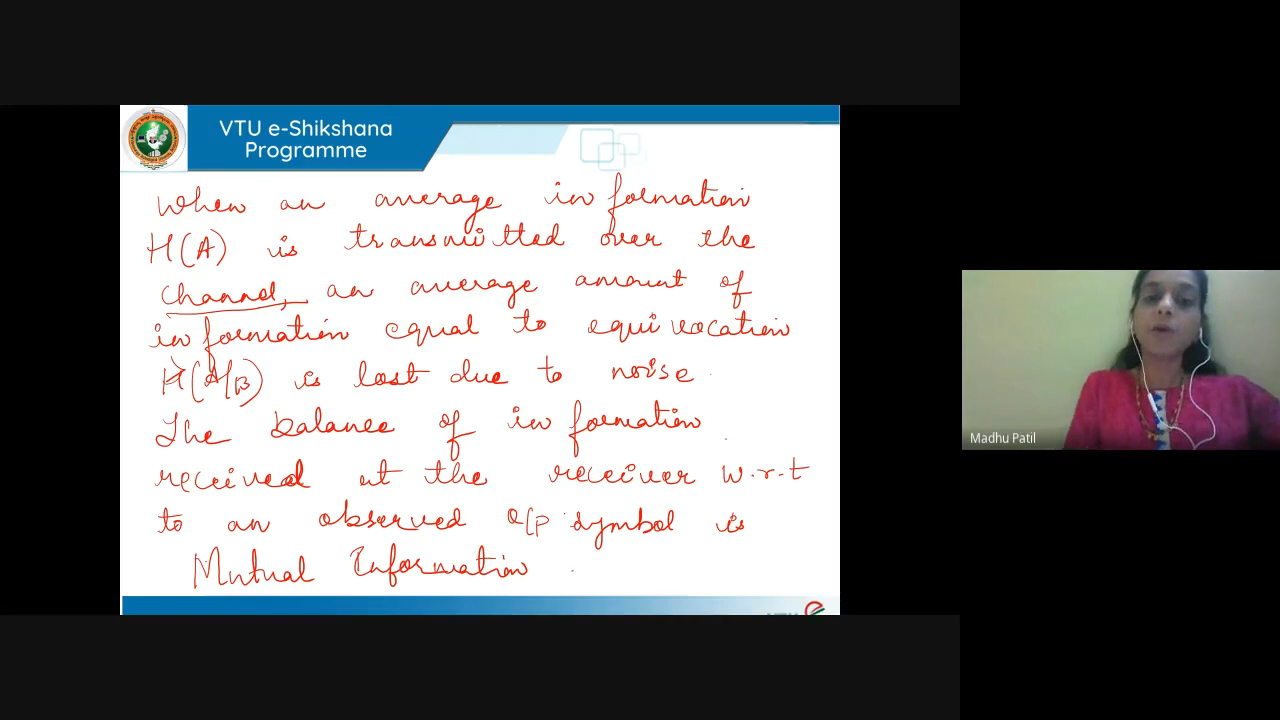 VTU e-Shikshana
Programme
When an average information
H(A) is transmitted over the
channel, an average amount of
information equal to equivocation
H(A/B) is lost due to noise.
The balance of information
received at the receiver w.r.t
to an observed o/p symbol is
Mutual Information.
Madhu Patil